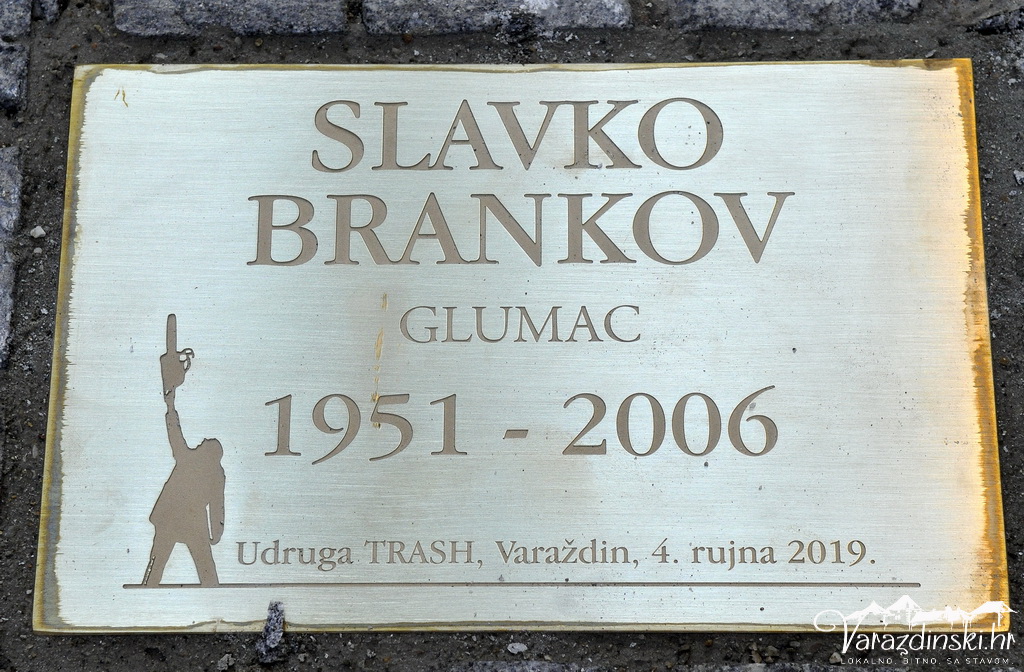 SLAVKO
BRANKOV
GLUMAC
1951 - 2006
Udruga TRASH, Varaždin, 4. rujna 2019.
Varazdinski.hr
LOKALNO. BITNO. SA STAVOM.